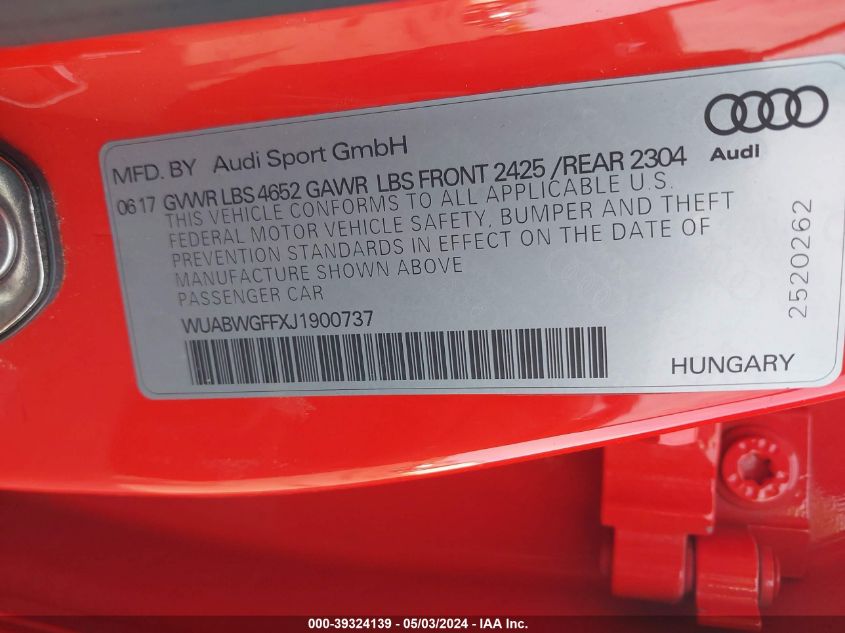 MFD. BY Audi Sport GmbH
Audi
06 17 GVWR LBS 4652 GAWR LBS FRONT 2425 /REAR 2304
THIS VEHICLE CONFORMS TO ALL APPLICABLE U.S.
FEDERAL MOTOR VEHICLE SAFETY, BUMPER AND THEFT
PREVENTION STANDARDS IN EFFECT ON THE DATE OF
MANUFACTURE SHOWN ABOVE
PASSENGER CAR
WUABWGFFXJ1900737
HUNGARY
2520262
000-39324139 - 05/03/2024 - IAA Inc.